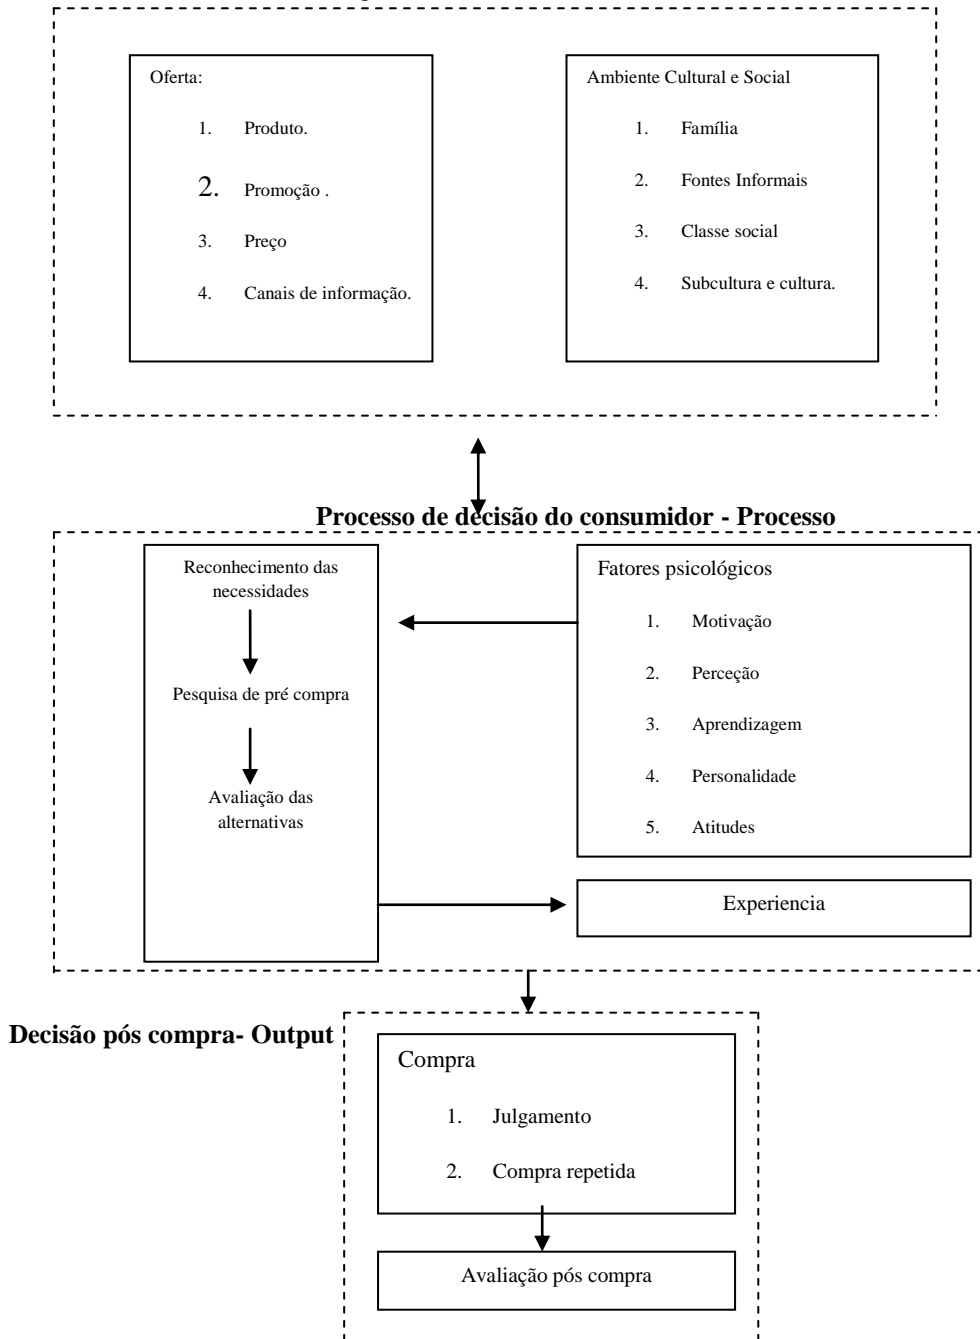 Oferta:
1. Produto.
2. Promoção .
3. Preço
4. Canais de informação.
Ambiente Cultural e Social
1. Família
2. Fontes Informais
3. Classe social
4. Subcultura e cultura.
Processo de decisão do consumidor - Processo
Reconhecimento das
necessidades
Pesquisa de pré compra
Avaliação das
alternativas
Fatores psicológicos
1. Motivação
2. Perceção
3. Aprendizagem
4. Personalidade
5. Atitudes
Experiencia
Decisão pós compra- Output
Compra
1. Julgamento
2. Compra repetida
Avaliação pós compra